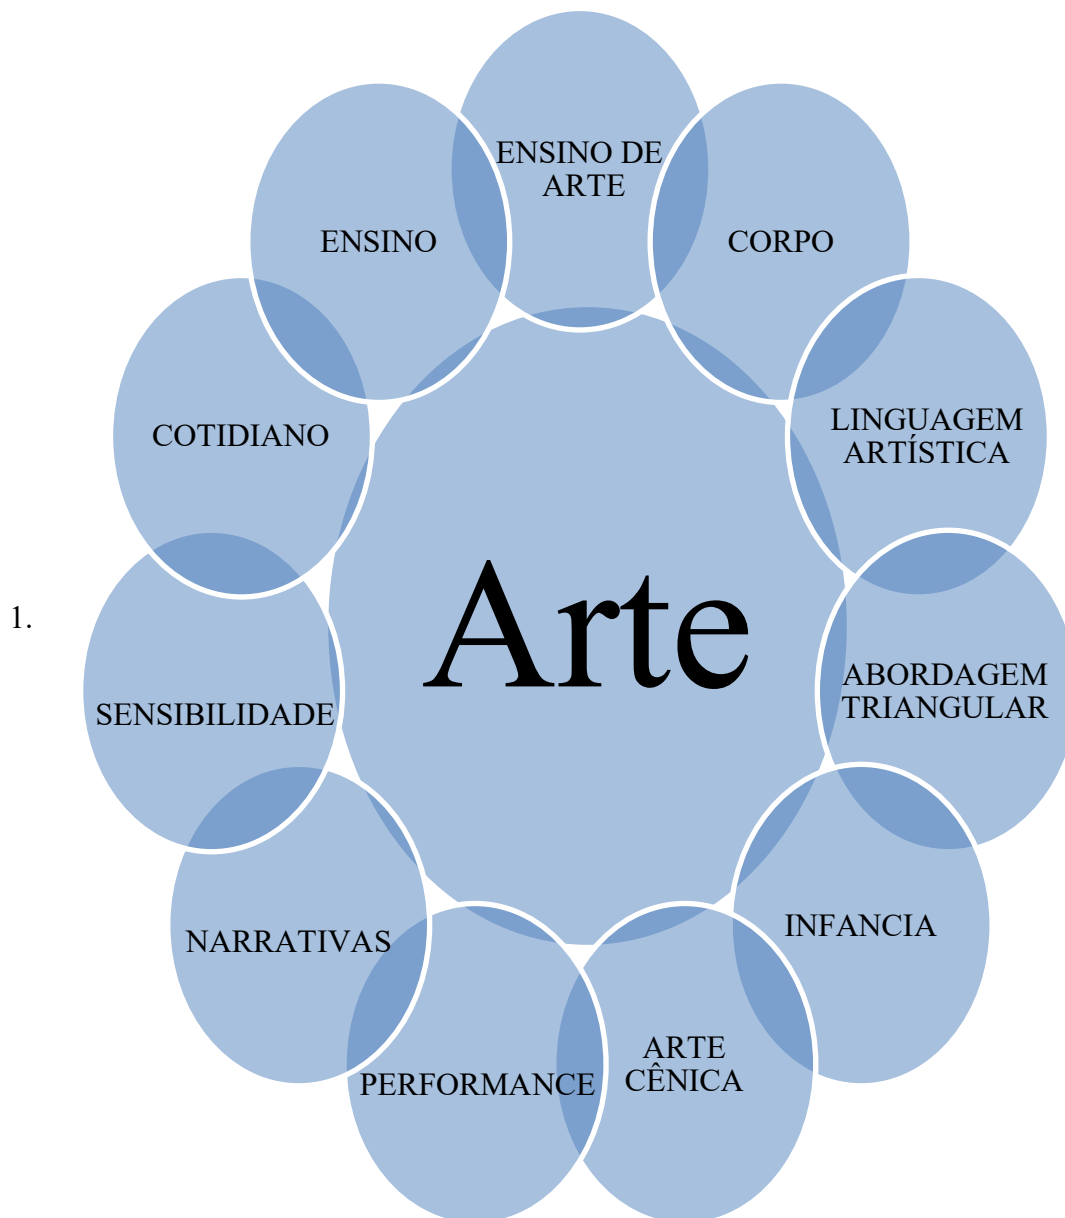 ENSINO DE
ARTE
CORPO
LINGUAGEM
ARTÍSTICA
ABORDAGEM
TRIANGULAR
INFANCIA
ARTE
CÊNICA
PERFORMANCE
NARRATIVAS
SENSIBILIDADE
COTIDIANO
ENSINO
Arte
1.